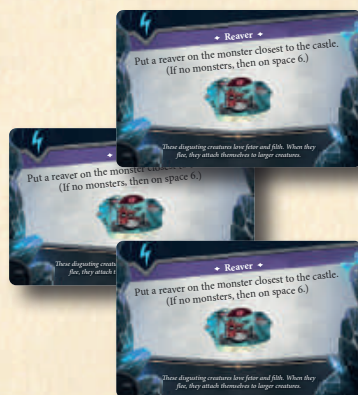 ✦ Reaver ✦
Put a reaver on the monster closest to the castle.
(If no monsters, then on space 6.)
These disgusting creatures love fetor and filth. When they
flee, they attach themselves to larger creatures.
Put a reaver on the monster
(If no monsters, then on space 6.)
These disgusting
flee, they attach
✦ Reaver ✦
Put a reaver on the monster closest to the castle.
(If no monsters, then on space 6.)
These disgusting creatures love fetor and filth. When they
flee, they attach themselves to larger creatures.